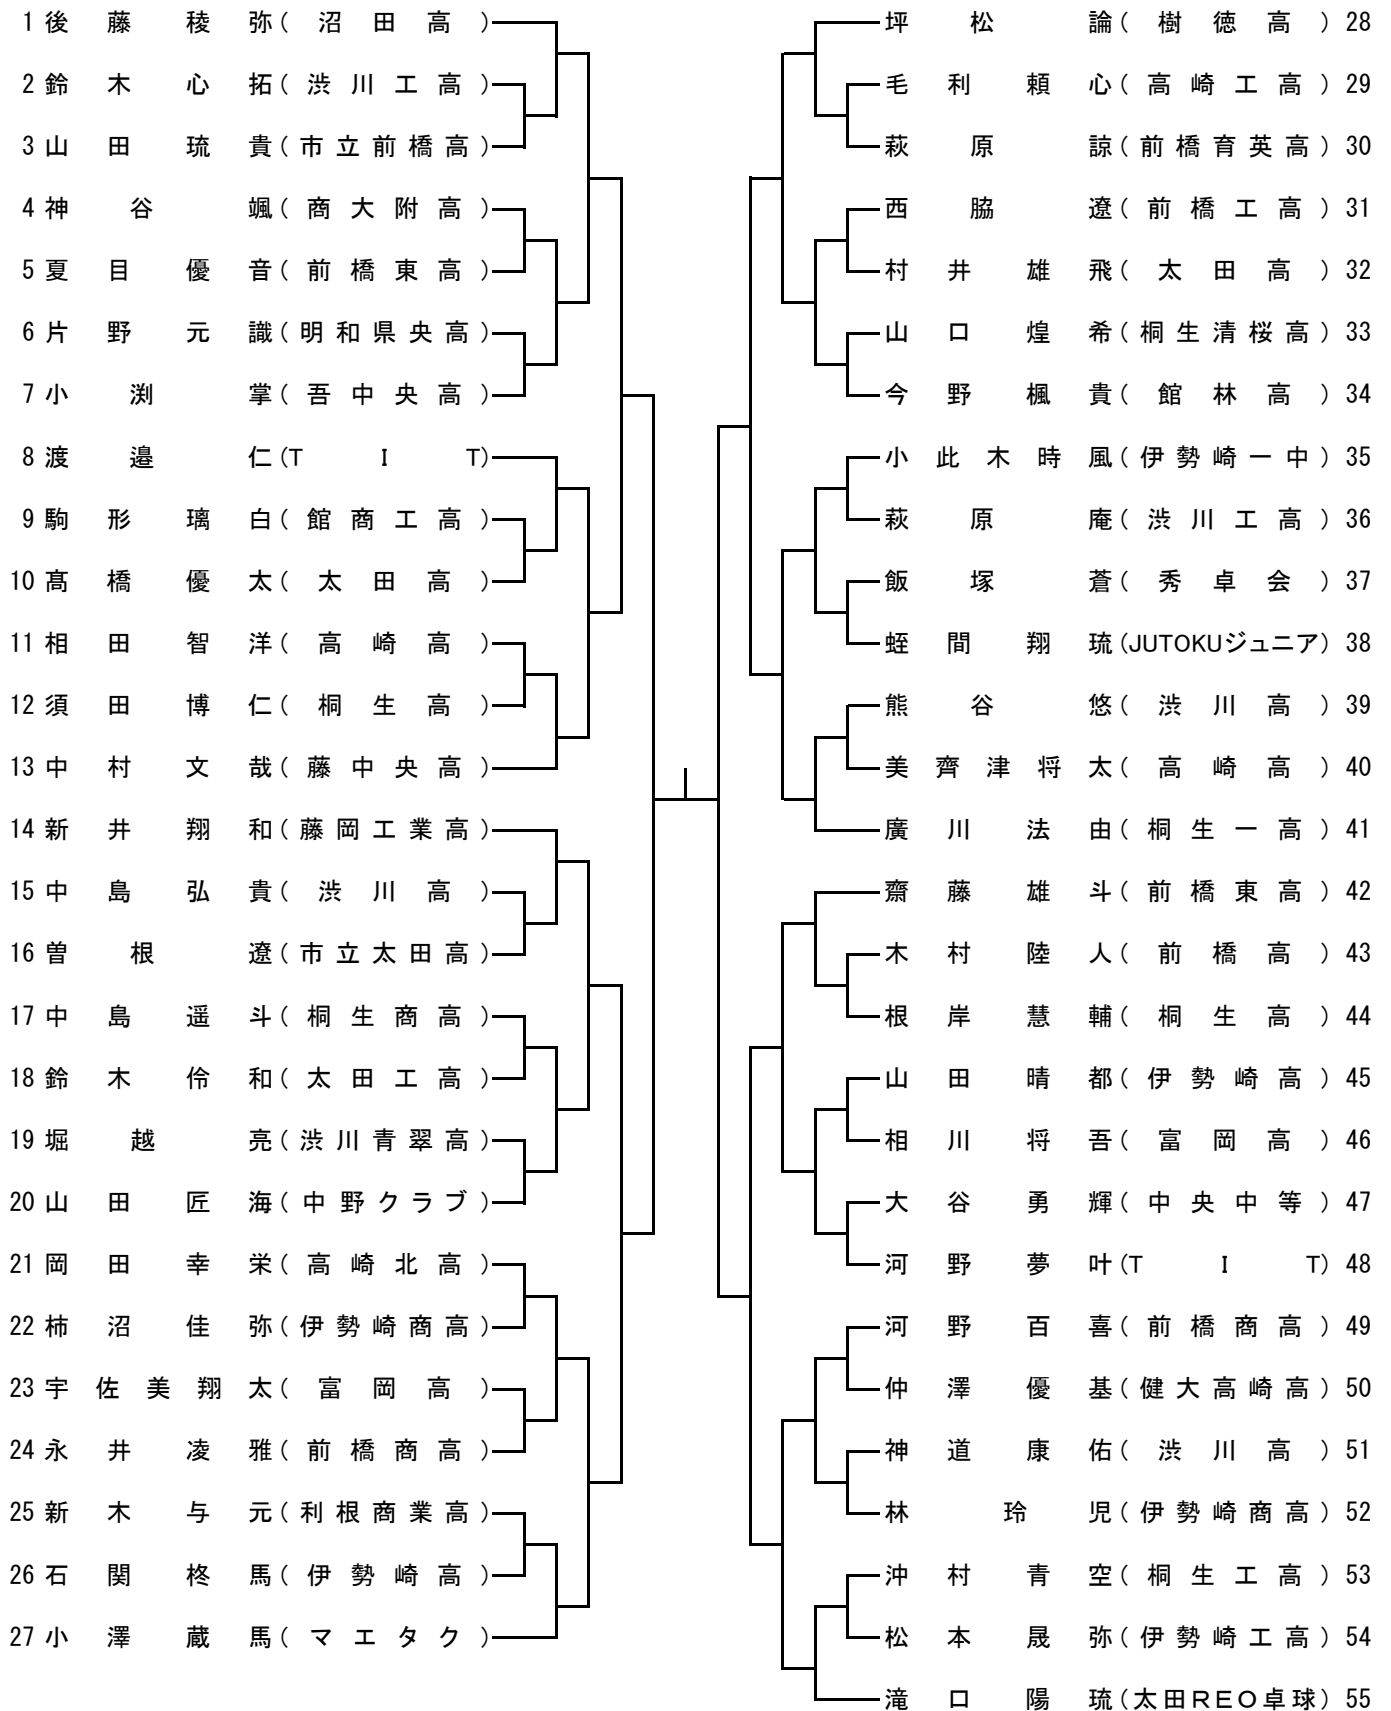 1 後藤稜弥(沼田高)
2 鈴木心拓(渋川工高)
3 山田琉貴(市立前橋高)
4 神谷颯(商大附高)
5 夏目優音(前橋東高)
6 片野元識(明和県央高)
7 小渕掌(吾中央高)
8 渡邉仁(TIT)
9 駒形璃白(館商工高)
10 髙橋優太(太田高)
11 相田智洋(高崎高)
12 須田博仁(桐生高)
13 中村文哉(藤中央高)
14 新井翔和(藤岡工業高)
15 中島弘貴(渋川高)
16 曽根遼(市立太田高)
17 中島遥斗(桐生商高)
18 鈴木伶和(太田工高)
19 堀越亮(渋川青翠高)
20 山田匠海(中野クラブ)
21 岡田幸栄(高崎北高)
22 柿沼佳弥(伊勢崎商高)
23 宇佐美翔太(富岡高)
24 永井凌雅(前橋商高)
25 新木与元(利根商業高)
26 石関柊馬(伊勢崎高)
27 小澤蔵馬(マエタク)
坪松論(樹徳高) 28
毛利頼心(高崎工高) 29
萩原諒(前橋育英高) 30
西脇遼(前橋工高) 31
村井雄飛(太田高) 32
山口煌希(桐生清桜高) 33
今野楓貴(館林高) 34
小此木時風(伊勢崎一中) 35
萩原庵(渋川工高) 36
飯塚蒼(秀卓会) 37
蛭間翔琉(JUTOKUジュニア) 38
熊谷悠(渋川高) 39
美齊津将太(高崎高) 40
廣川法由(桐生一高) 41
齋藤雄斗(前橋東高) 42
木村陸人(前橋高) 43
根岸慧輔(桐生高) 44
山田晴都(伊勢崎高) 45
相川将吾(富岡高) 46
大谷勇輝(中央中等) 47
河野夢叶(TIT) 48
河野百喜(前橋商高) 49
仲澤優基(健大高崎高) 50
神道康佑(渋川高) 51
林玲児(伊勢崎商高) 52
沖村青空(桐生工高) 53
松本晟弥(伊勢崎工高) 54
滝口陽琉(太田REO卓球) 55